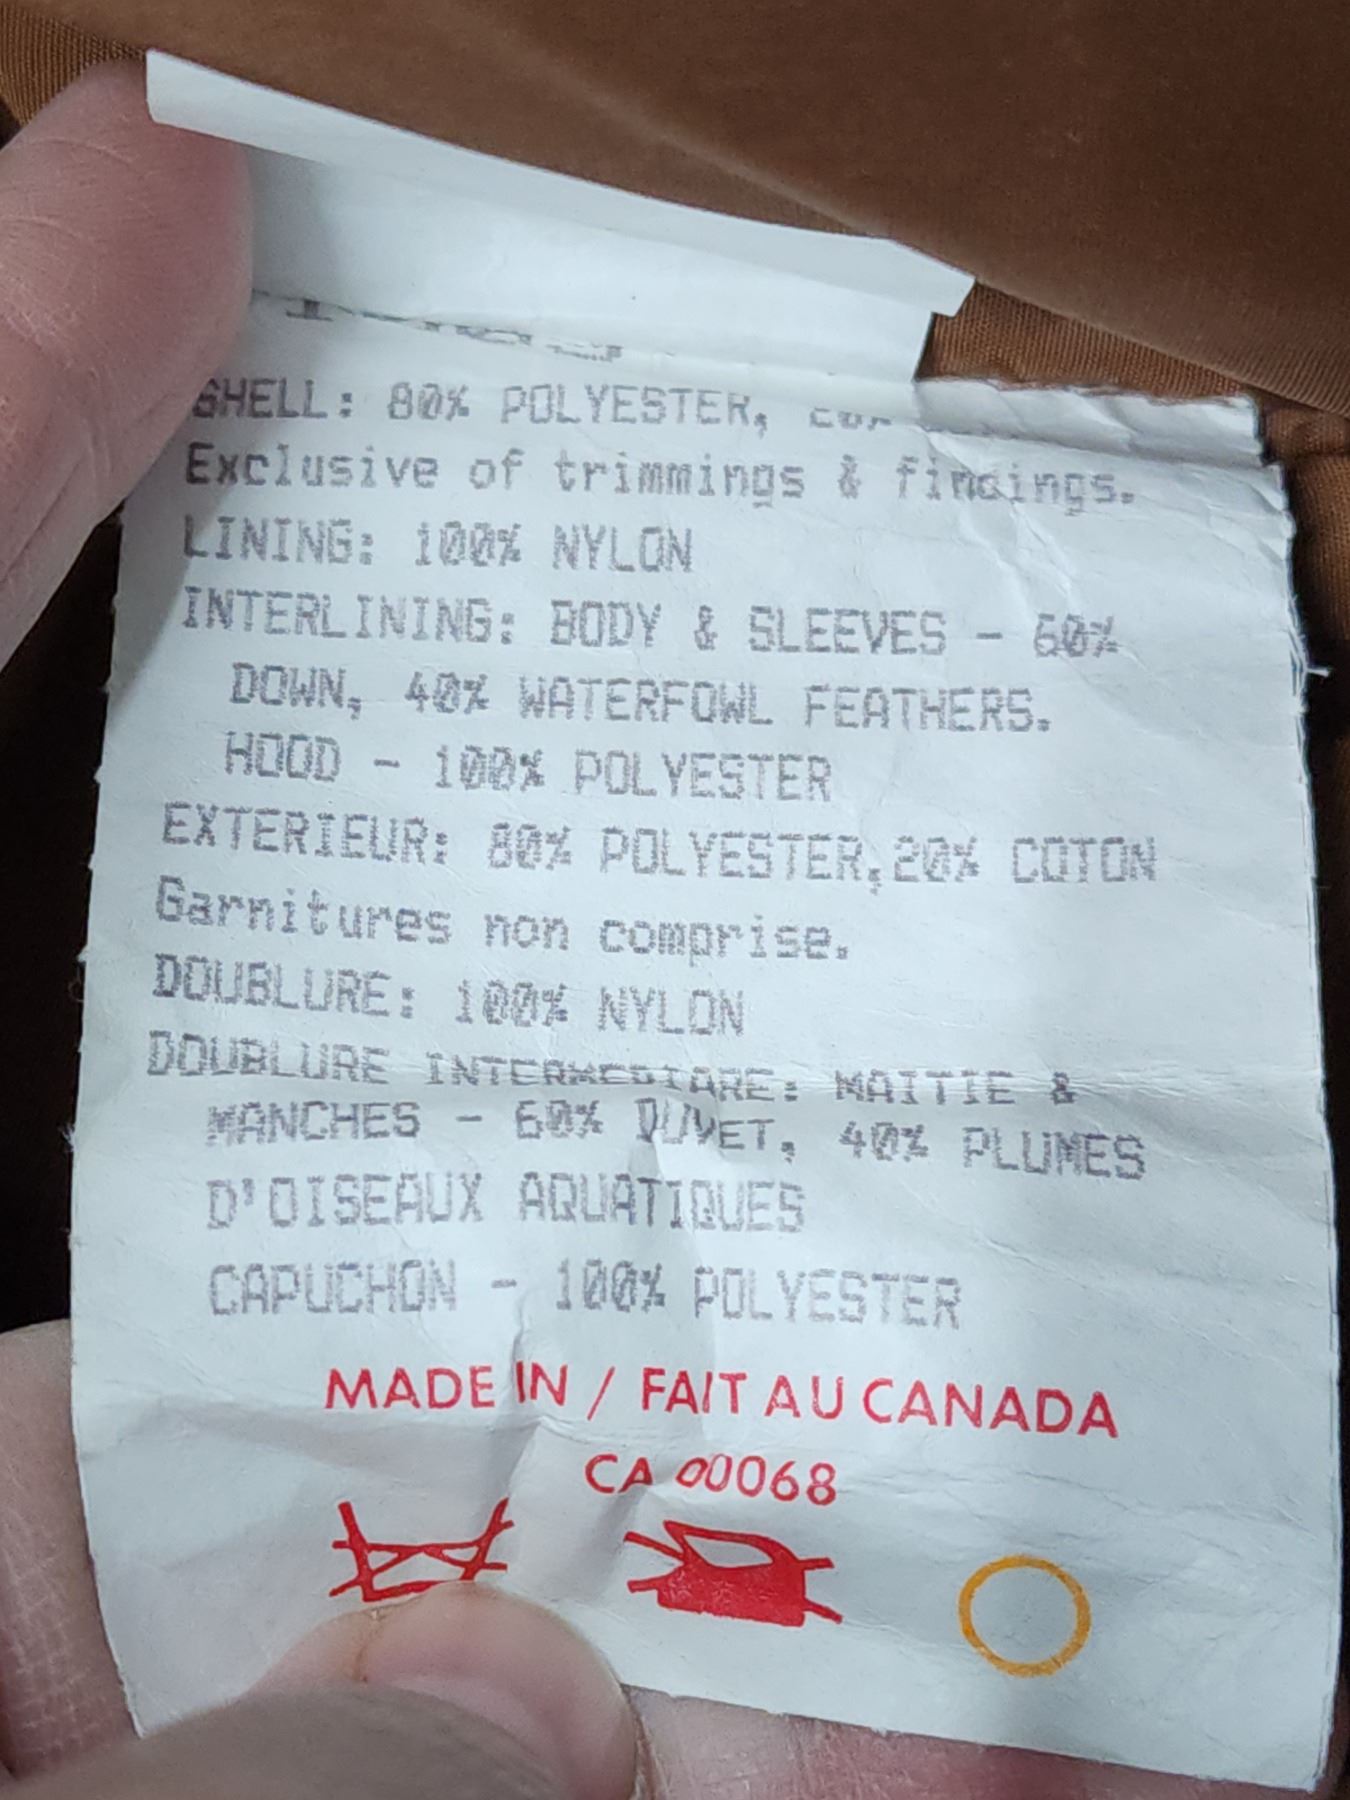 SHELL: 80% POLYESTER,
Exclusive of trimmings & findings.
LINING: 100% NYLON
INTERLINING: BODY & SLEEVES - 60%
DOWN, 40% WATERFOWL FEATHERS.
HOOD - 100% POLYESTER
EXTERIEUR: 80% POLYESTER,20% COTON
Garnitures non comprise.
DOUBLURE: 100% NYLON
DOUBLURE INTERMEDIARE: MAITIE &
MANCHES - 60% DUVET, 40% PLUMES
D'OISEAUX AQUATIQUES
CAPUCHON - 100% POLYESTER
MADE IN / FAIT AU CANADA
CA 00068